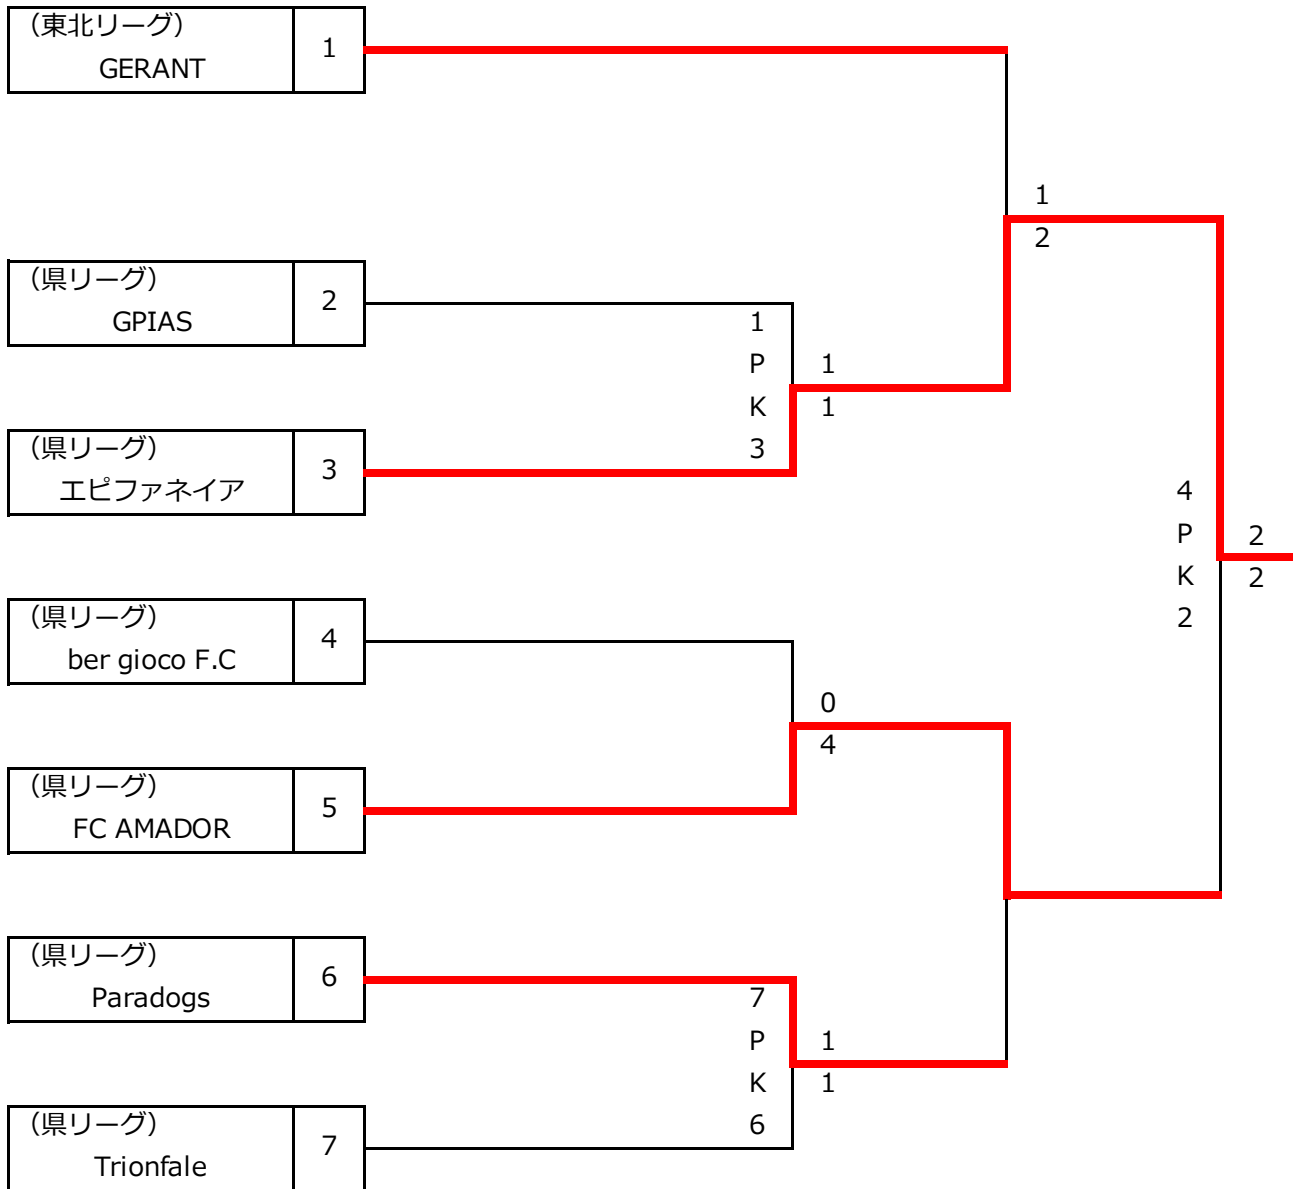 （東北リーグ）
GERANT
1
1
2
（県リーグ）
GPIAS
2
1
P
K
3
1
1
（県リーグ）
エピファネイア
3
4
P
K
2
2
2
（県リーグ）
ber gioco F.C
4
0
4
（県リーグ）
FC AMADOR
5
（県リーグ）
Paradogs
6
7
P
K
6
1
1
（県リーグ）
Trionfale
7